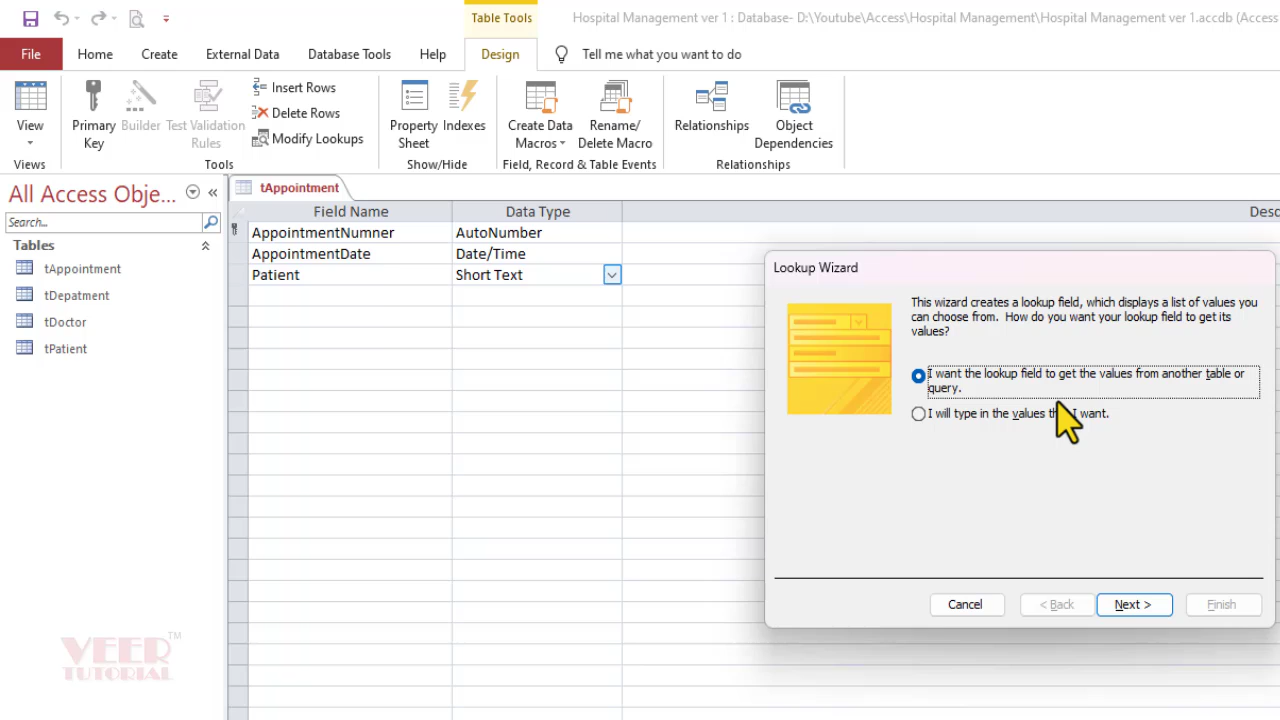 Table Tools
Hospital Management ver 1 : Database- D:\Youtube\Access\Hospital Management\Hospital Management ver 1.accdb (Access
File
Home
Create
External Data
Database Tools
Help
Design
Tell me what you want to do
View
Primary Key
Builder
Test Validation Rules
Insert Rows
Delete Rows
Modify Lookups
Property Sheet
Indexes
Create Data Macros
Rename/ Delete Macro
Relationships
Object Dependencies
Views
Tools
Show/Hide
Field, Record & Table Events
Relationships
All Access Obje...
Search...
Tables
tAppointment
tDepatment
tDoctor
tPatient
tAppointment
Field Name
Data Type
AppointmentNumner
AutoNumber
AppointmentDate
Date/Time
Patient
Short Text
Lookup Wizard
This wizard creates a lookup field, which displays a list of values you
can choose from. How do you want your lookup field to get its
values?
I want the lookup field to get the values from another table or
query.
I will type in the values I want.
Cancel
< Back
Next >
Finish
VEER TM
TUTORIAL